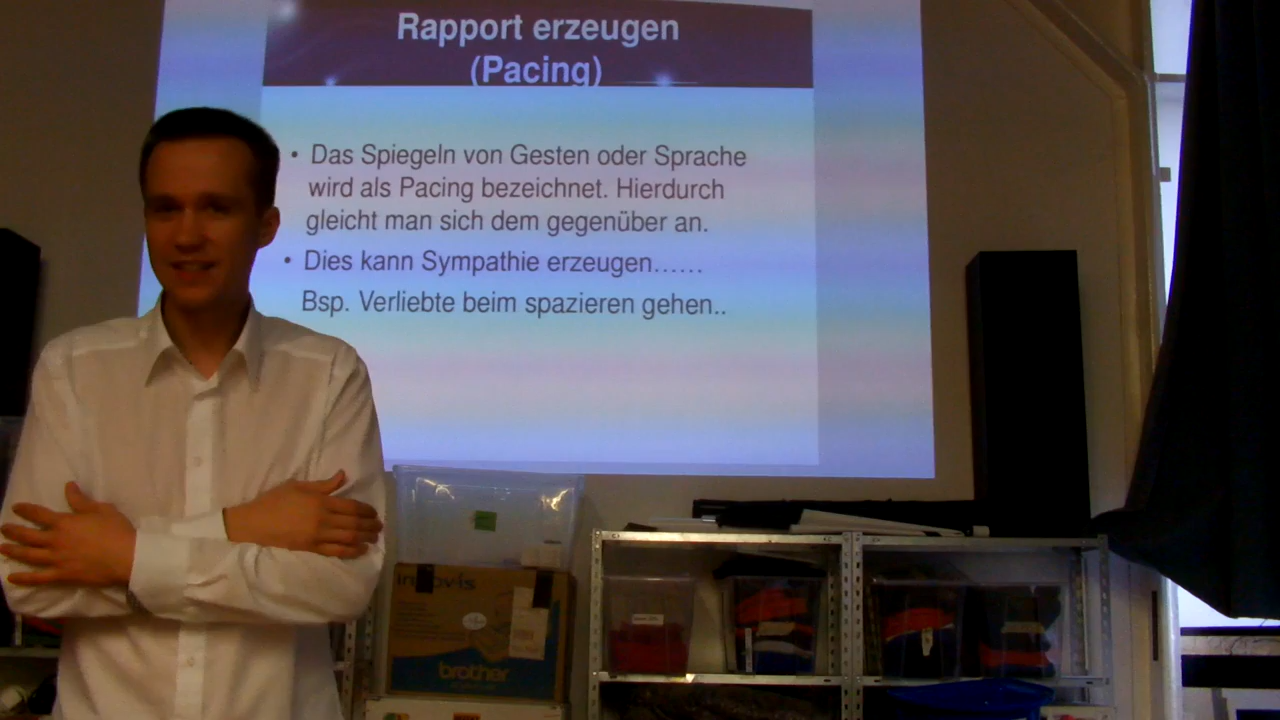 Rapport erzeugen
(Pacing)
• Das Spiegeln von Gesten oder Sprache
wird als Pacing bezeichnet. Hierdurch
gleicht man sich dem gegenüber an.
• Dies kann Sympathie erzeugen......
Bsp. Verliebte beim spazieren gehen..
brother